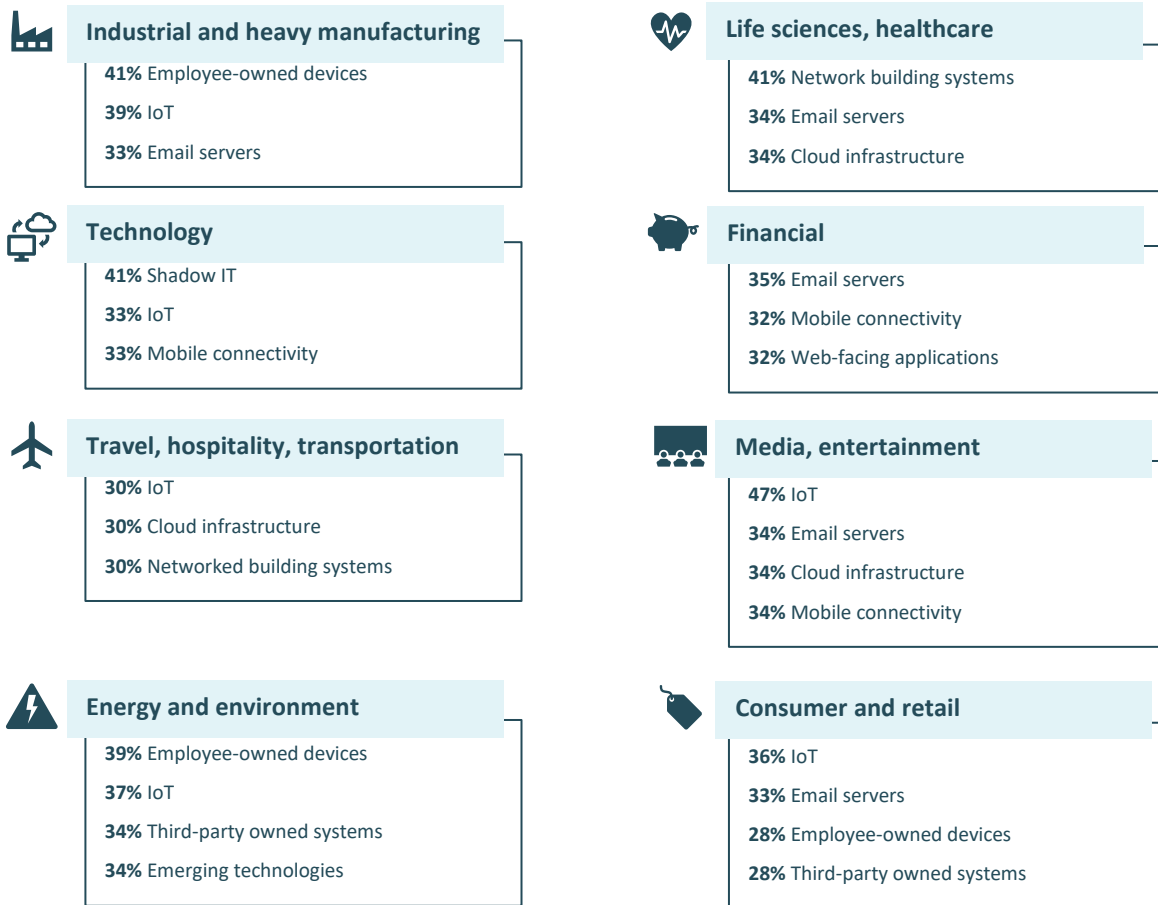 Industrial and heavy manufacturing
41% Employee-owned devices
39% IoT
33% Email servers
Life sciences, healthcare
41% Network building systems
34% Email servers
34% Cloud infrastructure
Technology
41% Shadow IT
33% IoT
33% Mobile connectivity
Financial
35% Email servers
32% Mobile connectivity
32% Web-facing applications
Travel, hospitality, transportation
30% IoT
30% Cloud infrastructure
30% Networked building systems
Media, entertainment
47% IoT
34% Email servers
34% Cloud infrastructure
34% Mobile connectivity
Energy and environment
39% Employee-owned devices
37% IoT
34% Third-party owned systems
34% Emerging technologies
Consumer and retail
36% IoT
33% Email servers
28% Employee-owned devices
28% Third-party owned systems